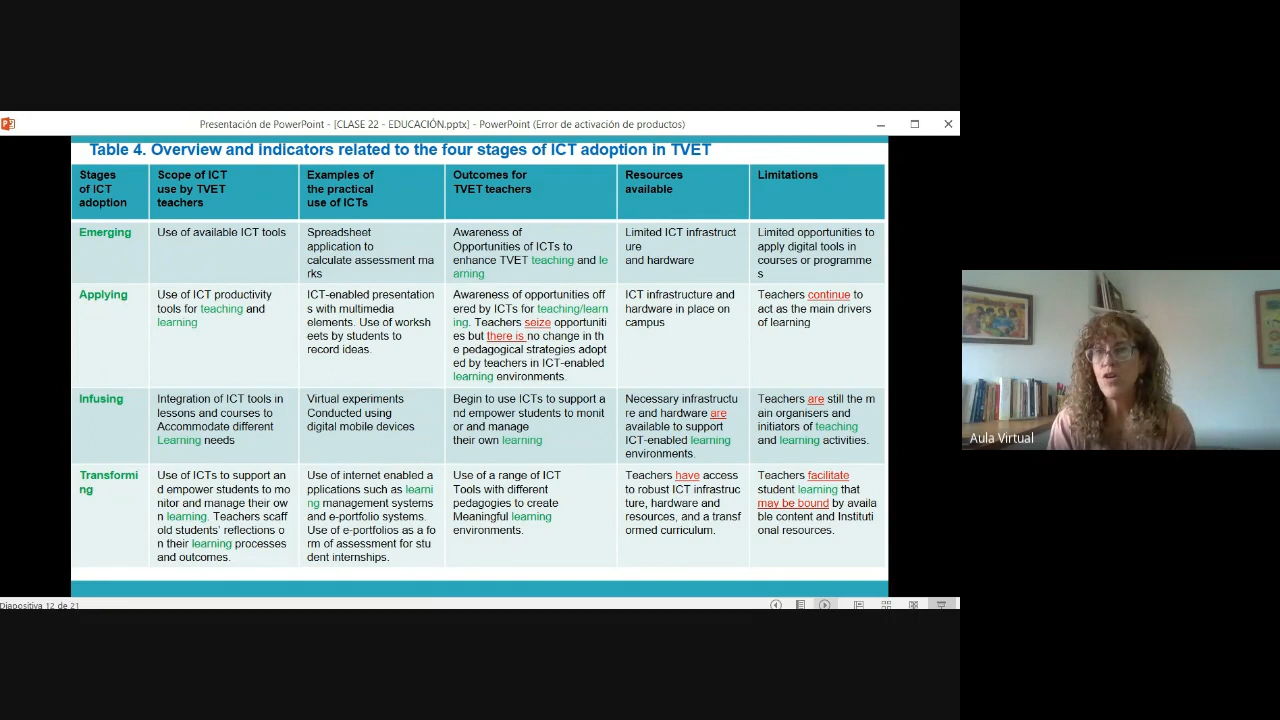 Presentación de PowerPoint - [CLASE 22 - EDUCACIÓN.pptx] - PowerPoint (Error de activación de productos)
Table 4. Overview and indicators related to the four stages of ICT adoption in TVET
Stages
of ICT
adoption
Scope of ICT
use by TVET
teachers
Examples of
the practical
use of ICTs
Outcomes for
TVET teachers
Resources
available
Limitations
Emerging
Use of available ICT tools
Spreadsheet
application to
calculate assessment ma
rks
Awareness of
Opportunities of ICTs to
enhance TVET teaching and le
arning
Limited ICT infrastruct
ure
and hardware
Limited opportunities to
apply digital tools in
courses or programme
s
Applying
Use of ICT productivity
tools for teaching and
learning
ICT-enabled presentation
s with multimedia
elements. Use of worksh
eets by students to
record ideas.
Awareness of opportunities off
ered by ICTs for teaching/learn
ing. Teachers seize opportuniti
es but there is no change in th
e pedagogical strategies adopt
ed by teachers in ICT-enabled
learning environments.
ICT infrastructure and
hardware in place on
campus
Teachers continue to
act as the main drivers
of learning
Infusing
Integration of ICT tools in
lessons and courses to
Accommodate different
Learning needs
Virtual experiments
Conducted using
digital mobile devices
Begin to use ICTs to support a
nd empower students to monit
or and manage
their own learning
Necessary infrastructu
re and hardware are
available to support
ICT-enabled learning
environments.
Teachers are still the m
ain organisers and
initiators of teaching
and learning activities.
Transformi
ng
Use of ICTs to support an
d empower students to mo
nitor and manage their ow
n learning. Teachers scaff
old students' reflections o
n their learning processes
and outcomes.
Use of internet enabled a
pplications such as learni
ng management systems
and e-portfolio systems.
Use of e-portfolios as a fo
rm of assessment for stu
dent internships.
Use of a range of ICT
Tools with different
pedagogies to create
Meaningful learning
environments.
Teachers have access
to robust ICT infrastruc
ture, hardware and
resources, and a transf
ormed curriculum.
Teachers facilitate
student learning that
may be bound by availa
ble content and Instituti
onal resources.
Diapositiva 12 de 21
Aula Virtual